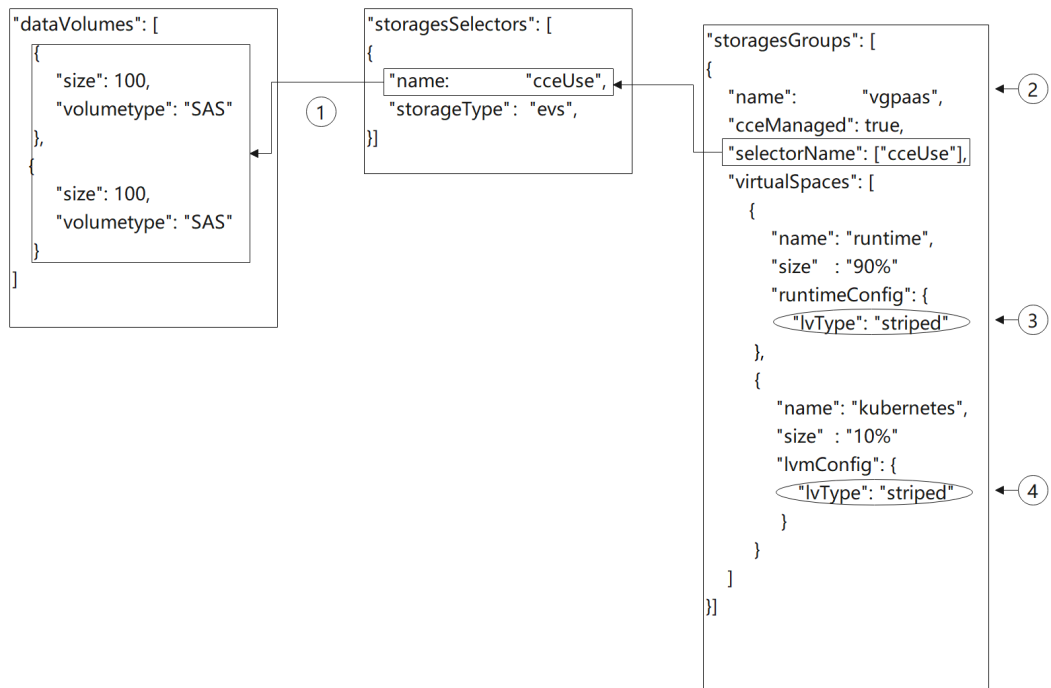 "dataVolumes": [
{
"size": 100,
"volumetype": "SAS"
},
{
"size": 100,
"volumetype": "SAS"
}
]
1
"storagesSelectors": [
{
"name: "cceUse",
"storageType": "evs",
}]
"storagesGroups": [
{
"name": "vgpaas",
"cceManaged": true,
"selectorName": ["cceUse"],
"virtualSpaces": [
{
"name": "runtime",
"size" : "90%"
"runtimeConfig": {
"lvType": "striped"
},
{
"name": "kubernetes",
"size" : "10%"
"lvmConfig": {
"lvType": "striped"
}
}
]
}]
2
3
4